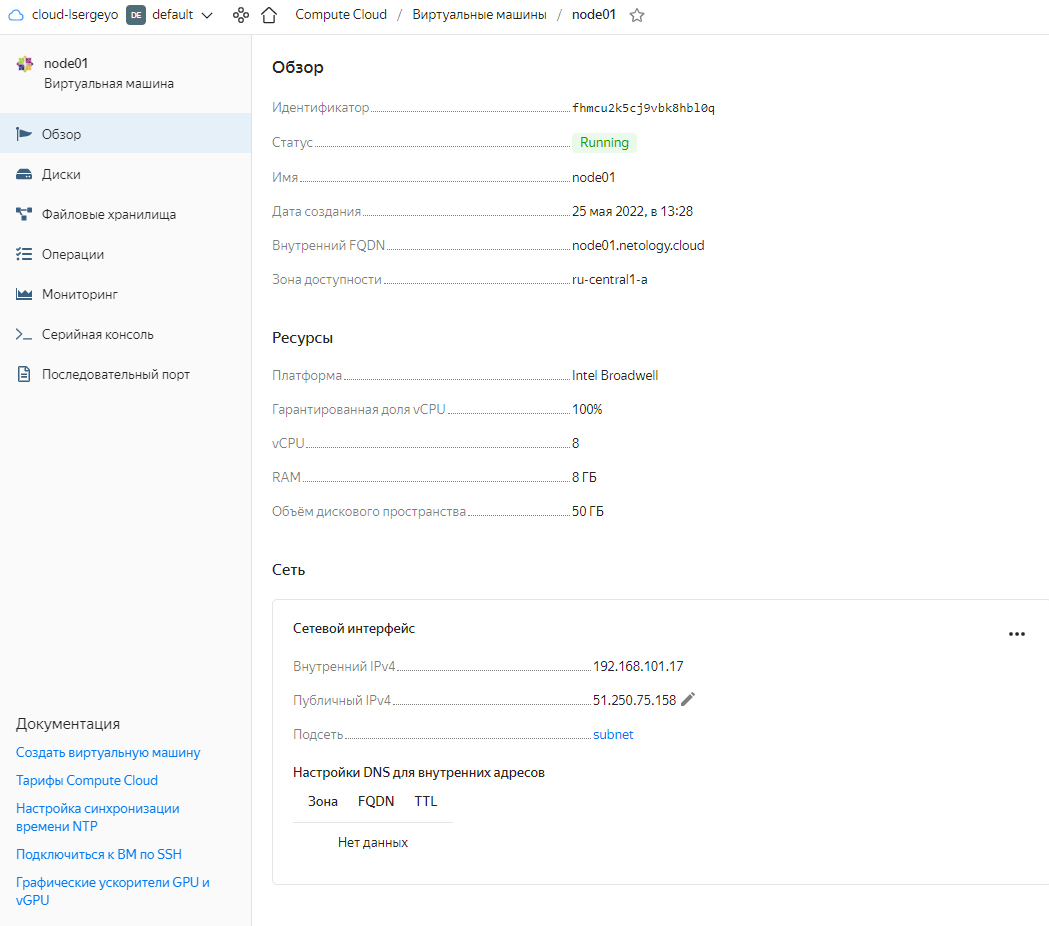 cloud-lsergeyo DE default Compute Cloud / Виртуальные машины / node01
node01
Виртуальная машина
Обзор
Диски
Файловые хранилища
Операции
Мониторинг
Серийная консоль
Последовательный порт
Документация
Создать виртуальную машину
Тарифы Compute Cloud
Настройка синхронизации
времени NTP
Подключиться к ВМ по SSH
Графические ускорители GPU и
vGPU
Обзор
Идентификатор fhmcu2k5cj9vbk8hbl0q
Статус Running
Имя node01
Дата создания 25 мая 2022, в 13:28
Внутренний FQDN node01.netology.cloud
Зона доступности ru-central1-a
Ресурсы
Платформа Intel Broadwell
Гарантированная доля vCPU 100%
vCPU 8
RAM 8 ГБ
Объём дискового пространства 50 ГБ
Сеть
Сетевой интерфейс
Внутренний IPv4 192.168.101.17
Публичный IPv4 51.250.75.158
Подсеть subnet
Настройки DNS для внутренних адресов
Зона FQDN TTL
Нет данных